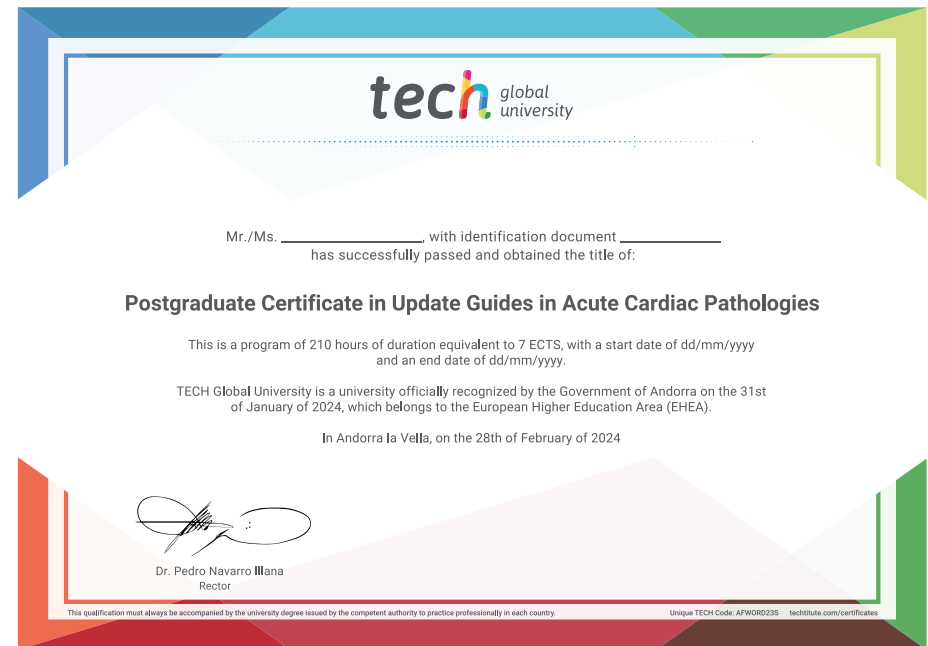 tech global university
Mr./Ms. ____________________, with identification document ______________
has successfully passed and obtained the title of:
Postgraduate Certificate in Update Guides in Acute Cardiac Pathologies
This is a program of 210 hours of duration equivalent to 7 ECTS, with a start date of dd/mm/yyyy
and an end date of dd/mm/yyyy.
TECH Global University is a university officially recognized by the Government of Andorra on the 31st
of January of 2024, which belongs to the European Higher Education Area (EHEA).
In Andorra la Vella, on the 28th of February of 2024
Dr. Pedro Navarro Illana
Rector
This qualification must always be accompanied by the university degree issued by the competent authority to practice professionally in each country.
Unique TECH Code: AFWORD23S techtitute.com/certificates